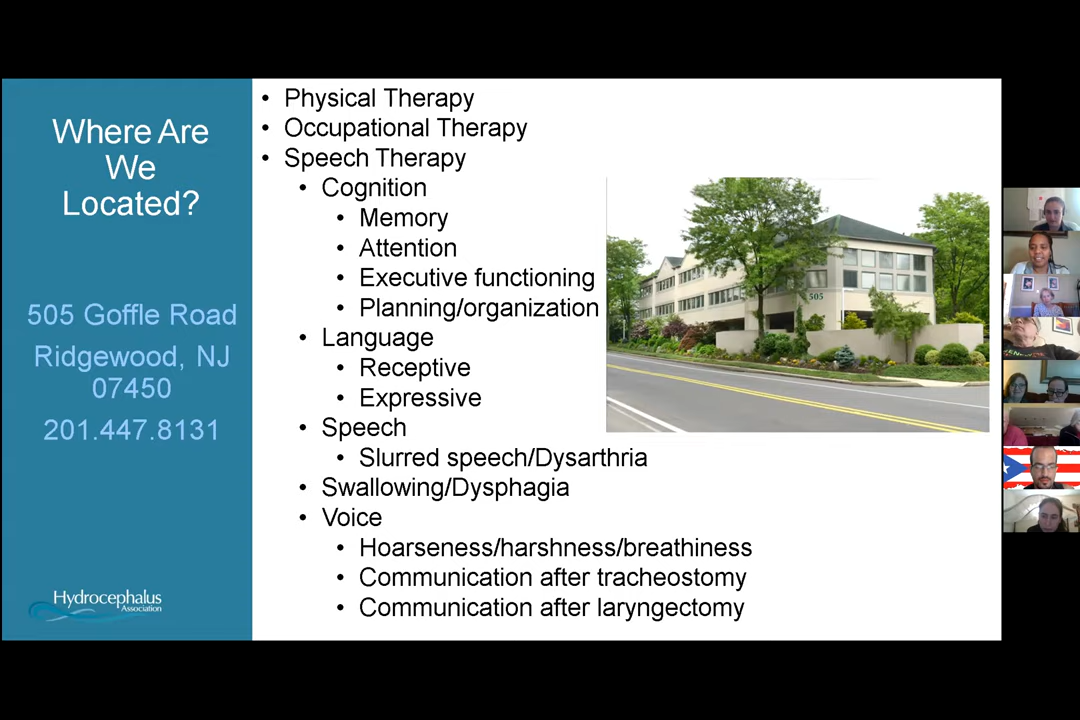 Where Are
We
Located?
505 Goffle Road
Ridgewood, NJ
07450
201.447.8131
Hydrocephalus
Association
• Physical Therapy
• Occupational Therapy
• Speech Therapy
• Cognition
• Memory
• Attention
• Executive functioning
• Planning/organization
• Language
• Receptive
• Expressive
• Speech
• Slurred speech/Dysarthria
• Swallowing/Dysphagia
• Voice
• Hoarseness/harshness/breathiness
• Communication after tracheostomy
• Communication after laryngectomy
505